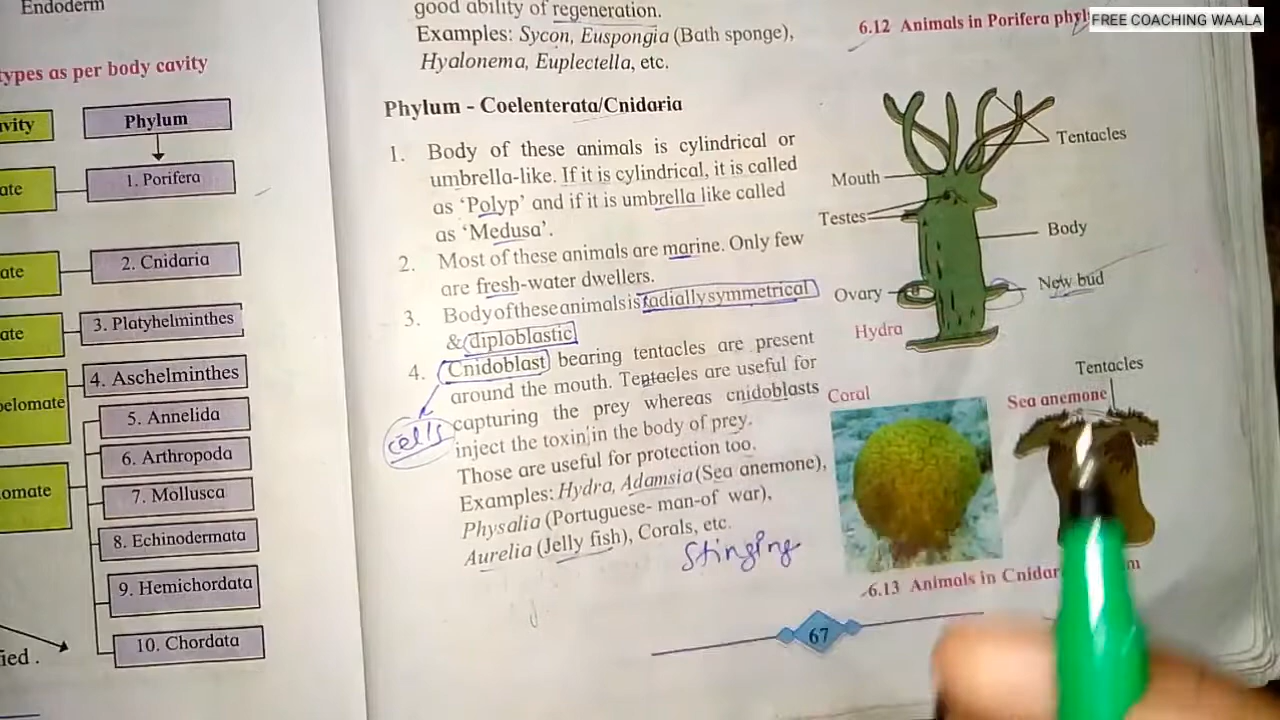 Endoderm
types as per body cavity
vity
Phylum
ate
1. Porifera
ate
2. Cnidaria
ate
3. Platyhelminthes
4. Aschelminthes
oelomate
5. Annelida
6. Arthropoda
omate
7. Mollusca
8. Echinodermata
9. Hemichordata
10. Chordata
ied .
good ability of regeneration.
Examples: Sycon, Euspongia (Bath sponge),
Hyalonema, Euplectella, etc.
Phylum - Coelenterata/Cnidaria
1. Body of these animals is cylindrical or
umbrella-like. If it is cylindrical, it is called
as ‘Polyp’ and if it is umbrella like called
as ‘Medusa’.
2. Most of these animals are marine. Only few
are fresh-water dwellers.
3. Body of these animals is radially symmetrical
& diploblastic
4. Cnidoblast bearing tentacles are present
around the mouth. Teptacles are useful for
capturing the prey whereas cnidoblasts
inject the toxin in the body of prey.
Those are useful for protection too.
Examples: Hydra, Adamsia (Sea anemone),
Physalia (Portuguese- man-of war),
Aurelia (Jelly fish), Corals, etc.
cells
Stinging
6.12 Animals in Porifera phyl
FREE COACHING WAALA
Tentacles
Mouth
Testes
Body
Ovary
New bud
Hydra
Tentacles
Coral
Sea anemone
6.13 Animals in Cnidar m
67